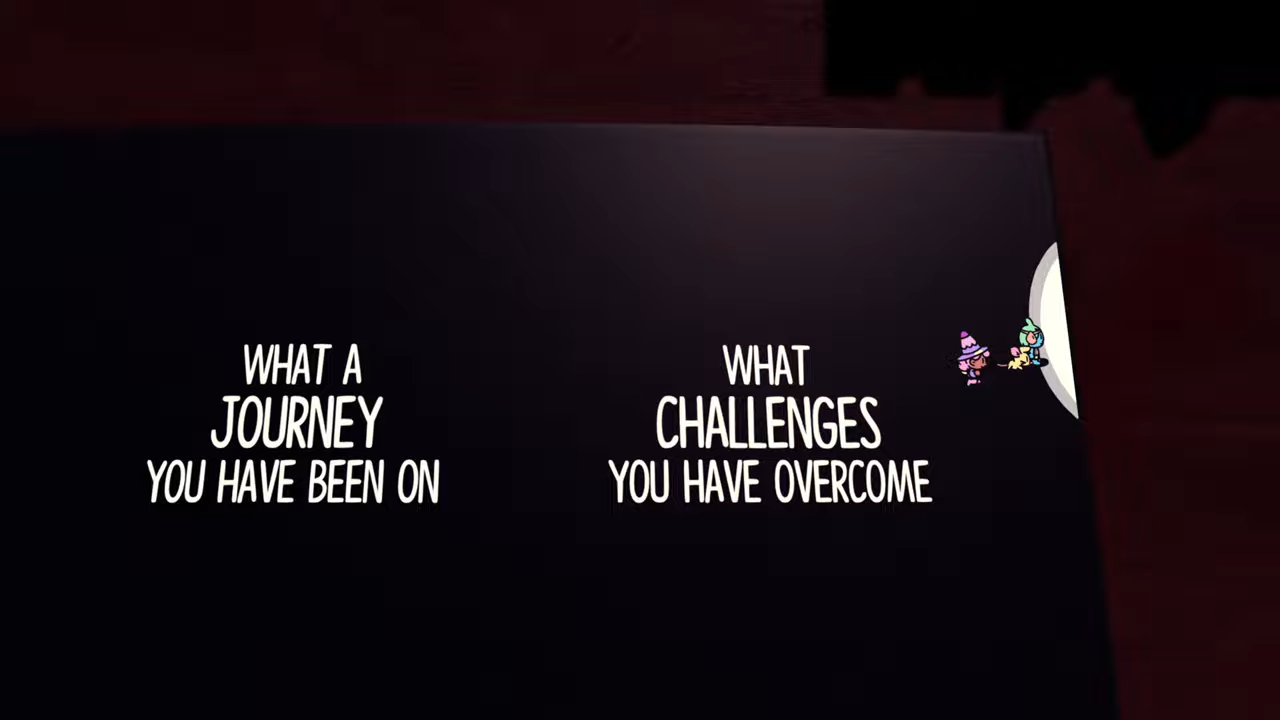 WHAT A
JOURNEY
YOU HAVE BEEN ON
WHAT
CHALLENGES
YOU HAVE OVERCOME